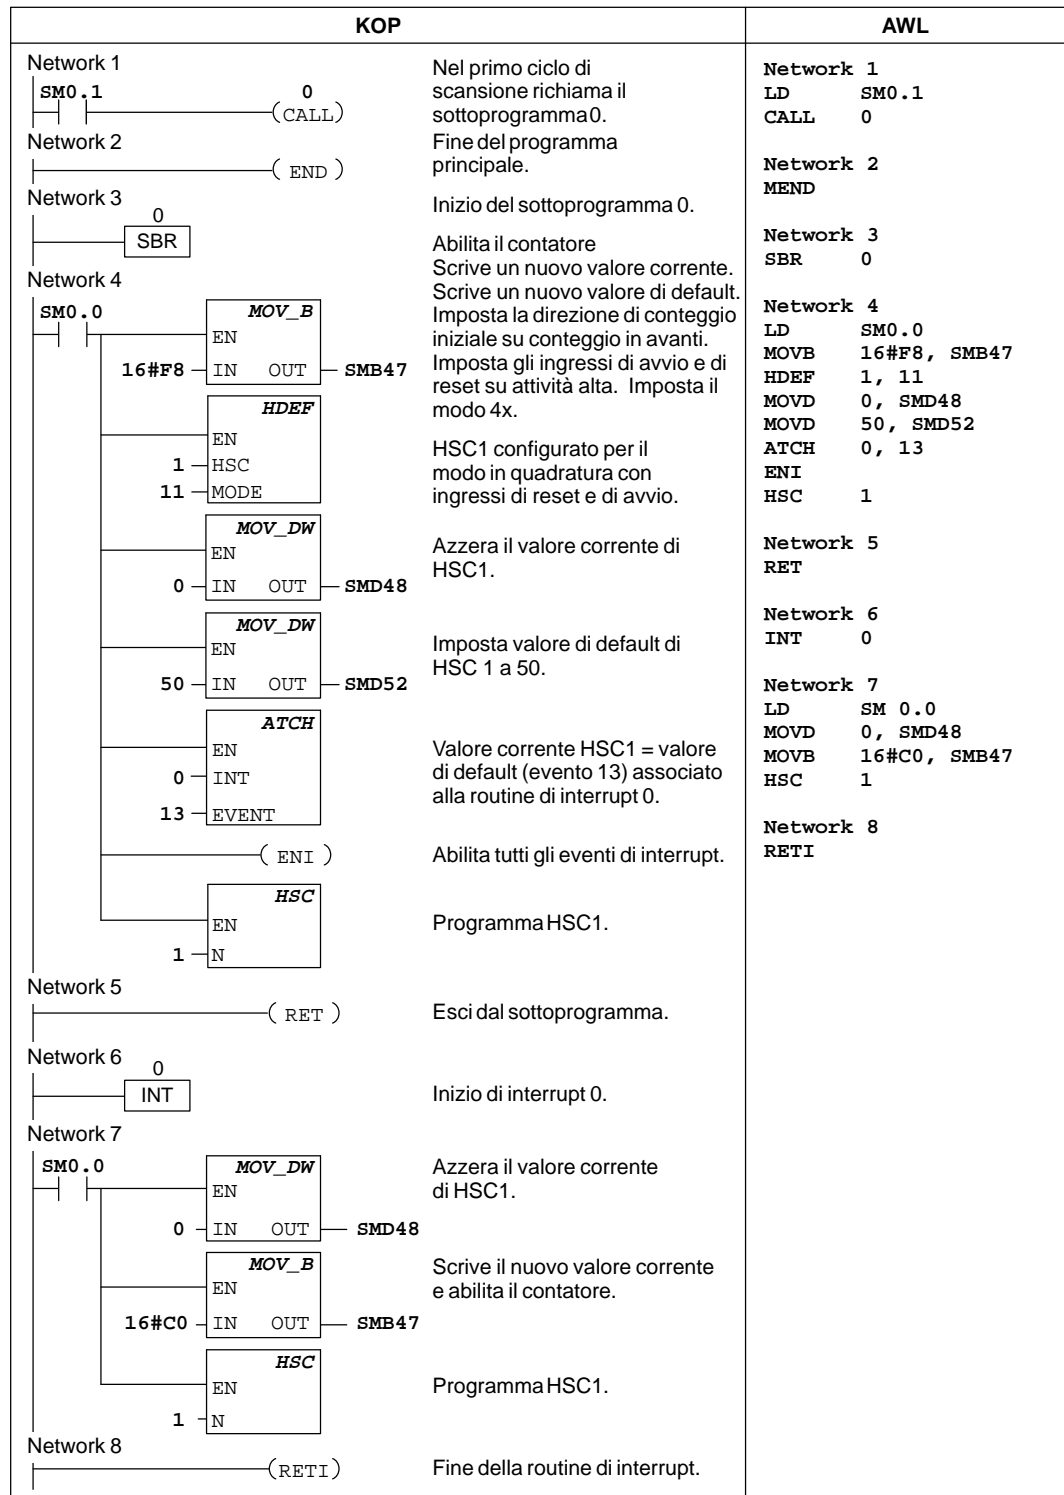 KOP
AWL
Network 1
SM0.1
0
(CALL)
Nel primo ciclo di
scansione richiama il
sottoprogramma 0.
Network 2
( END )
Fine del programma
principale.
Network 3
0
SBR
Inizio del sottoprogramma 0.
Network 4
SM0.0
MOV_B
EN
16#F8
IN OUT
SMB47
Abilita il contatore
Scrive un nuovo valore corrente.
Scrive un nuovo valore di default.
Imposta la direzione di conteggio
iniziale su conteggio in avanti.
Imposta gli ingressi di avvio e di
reset su attività alta. Imposta il
modo 4x.
HDEF
EN
1
HSC
11
MODE
HSC1 configurato per il
modo in quadratura con
ingressi di reset e di avvio.
MOV_DW
EN
0
IN OUT
SMD48
Azzera il valore corrente di
HSC1.
MOV_DW
EN
50
IN OUT
SMD52
Imposta valore di default di
HSC 1 a 50.
ATCH
EN
0
INT
13
EVENT
Valore corrente HSC1 = valore
di default (evento 13) associato
alla routine di interrupt 0.
( ENI )
Abilita tutti gli eventi di interrupt.
HSC
EN
1
N
Programma HSC1.
Network 5
( RET )
Esci dal sottoprogramma.
Network 6
0
INT
Inizio di interrupt 0.
Network 7
SM0.0
MOV_DW
EN
0
IN OUT
SMD48
Azzera il valore corrente
di HSC1.
MOV_B
EN
16#C0
IN OUT
SMB47
Scrive il nuovo valore corrente
e abilita il contatore.
HSC
EN
1
N
Programma HSC1.
Network 8
(RETI)
Fine della routine di interrupt.
Network 1
LD SM0.1
CALL 0
Network 2
MEND
Network 3
SBR 0
Network 4
LD SM0.0
MOVB 16#F8, SMB47
HDEF 1, 11
MOVD 0, SMD48
MOVD 50, SMD52
ATCH 0, 13
ENI
HSC 1
Network 5
RET
Network 6
INT 0
Network 7
LD SM 0.0
MOVD 0, SMD48
MOVB 16#C0, SMB47
HSC 1
Network 8
RETI